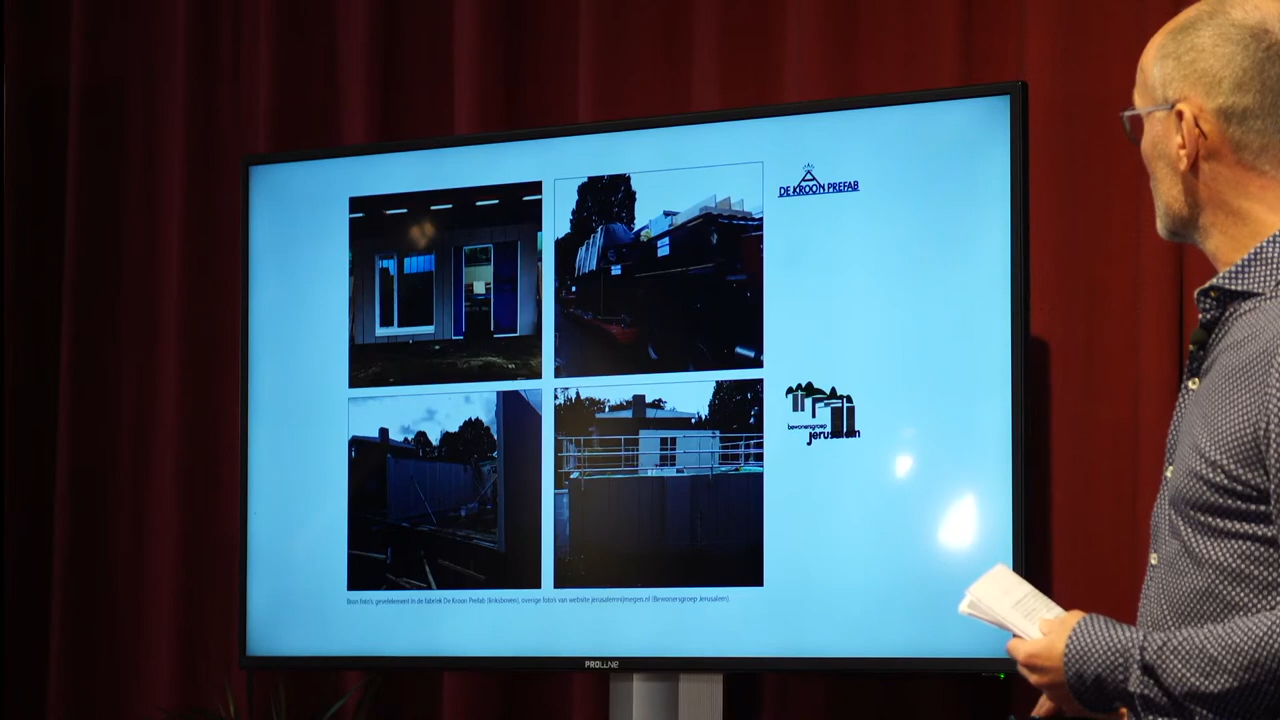 DE KROON PREFAB
bewonersgroep
jerusalem
Bron foto's: gevelelement in de fabriek De Kroon Prefab (linksboven), overige foto's van website jerusalemnijmegen.nl (Bewonersgroep Jerusalem).
PROLINE